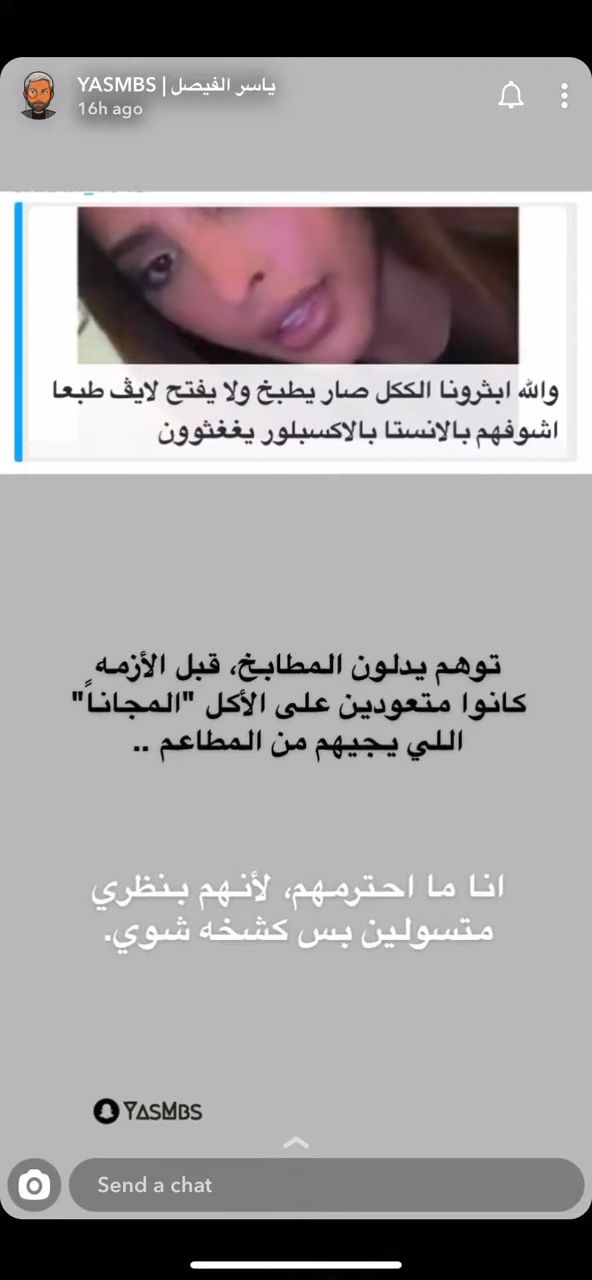 YASMBS | ياسر الفيصل
16h ago
والله ابثرونا الككل صار يطبخ ولا يفتح لايڤ طبعا
اشوفهم بالانستا بالاكسبلور يغغثوون
توهم يدلون المطابخ، قبل الأزمه
كانوا متعودين على الأكل "المجاناً"
اللي يجيهم من المطاعم ..
انا ما احترمهم، لأنهم بنظري
متسولين بس كشخه شوي.
YASMBS
Send a chat